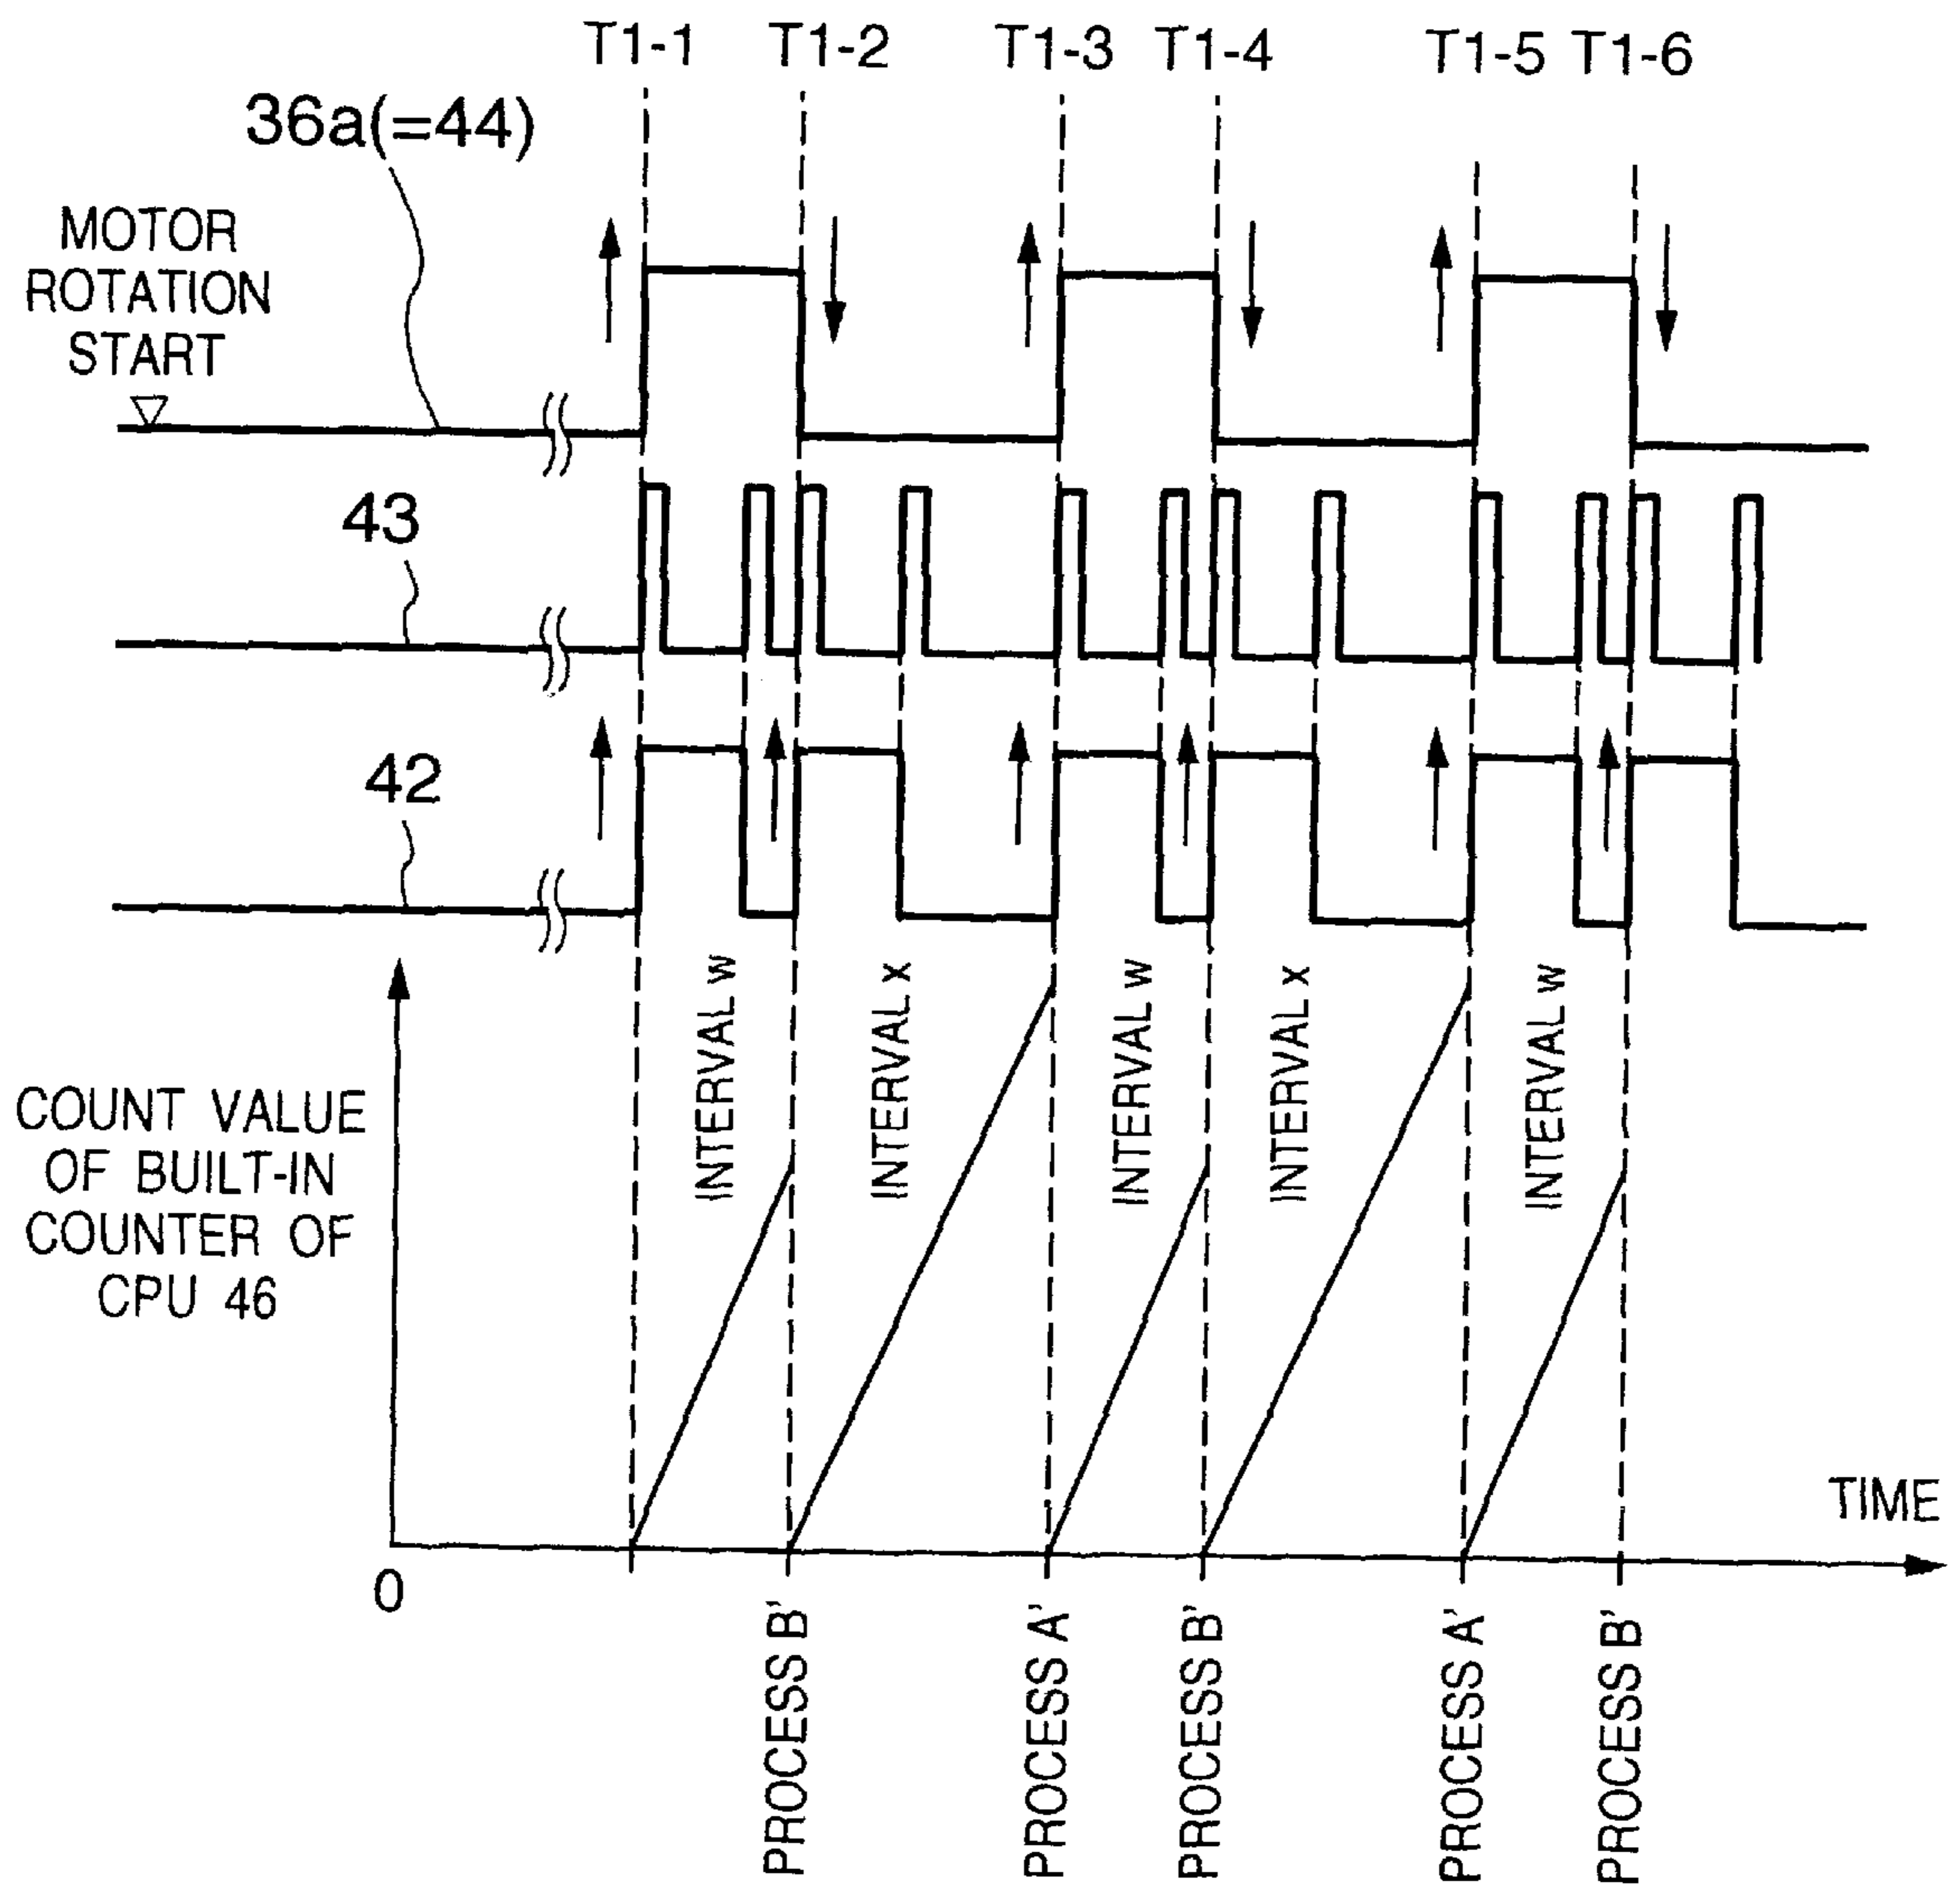 T1-1 T1-2 T1-3 T1-4 T1-5 T1-6
36a(=44)
MOTOR
ROTATION
START
43
42
INTERVAL w
INTERVAL x
INTERVAL w
INTERVAL x
INTERVAL w
COUNT VALUE
OF BUILT-IN
COUNTER OF
CPU 46
TIME
0
PROCESS B'
PROCESS A'
PROCESS B'
PROCESS A'
PROCESS B'